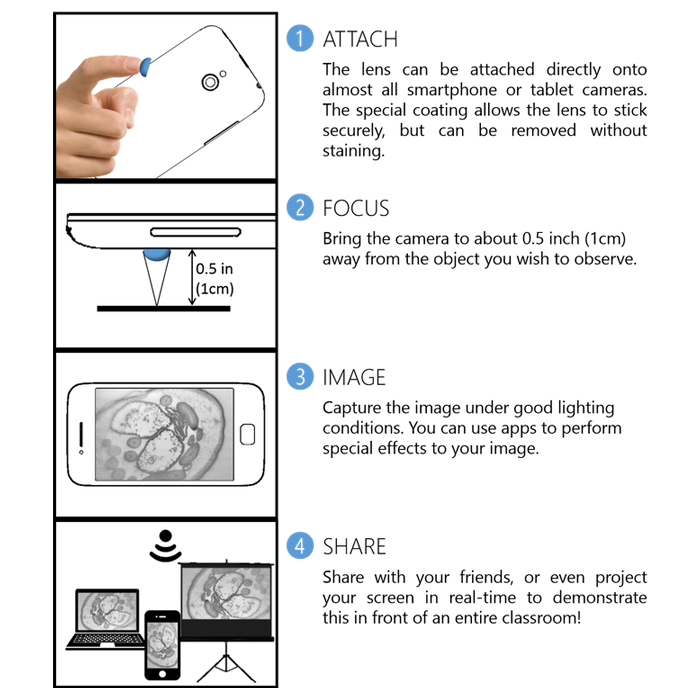 1 ATTACH
The lens can be attached directly onto
almost all smartphone or tablet cameras.
The special coating allows the lens to stick
securely, but can be removed without
staining.
2 FOCUS
Bring the camera to about 0.5 inch (1cm)
away from the object you wish to observe.
0.5 in
(1cm)
3 IMAGE
Capture the image under good lighting
conditions. You can use apps to perform
special effects to your image.
4 SHARE
Share with your friends, or even project
your screen in real-time to demonstrate
this in front of an entire classroom!